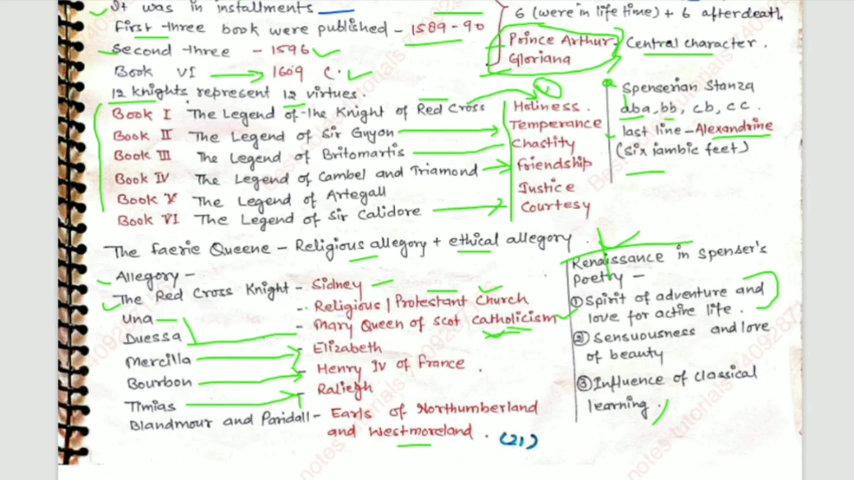 It was in installments
First three book were published - 1589-90
Second three - 1596
Book VI → 1609 C.
12 knights represent 12 virtues.
6 (were in life time) + 6 after death,
Prince Arthur
Gloriana
Central character.
Book I The Legend of the Knight of Red Cross Holiness.
Book II The Legend of Sir Guyon Temperance
Book III The Legend of Britomartis Chastity
Book IV The Legend of Cambel and Triamond Friendship
Book V The Legend of Artegall Justice
Book VI The Legend of Sir Calidore Courtesy
Spenserian Stanza
aba, bb, cb, cc.
last line - Alexandrine
(six iambic feet)
The faerie Queene - Religious allegory + ethical allegory.
Allegory -
The Red Cross Knight - Sidney
Una - Religious / Protestant Church
Duessa - Mary Queen of scot catholicism
Mercilla - Elizabeth
Bourbon - Henry IV of France.
Timias - Raliegh
Blandmour and Paridall - Earls of Northumberland
and Westmoreland. (21)
Renaissance in Spenser's
Poetry -
① Spirit of adventure and
love for active life.
② Sensuousness and love
of beauty
③ Influence of classical
learning.